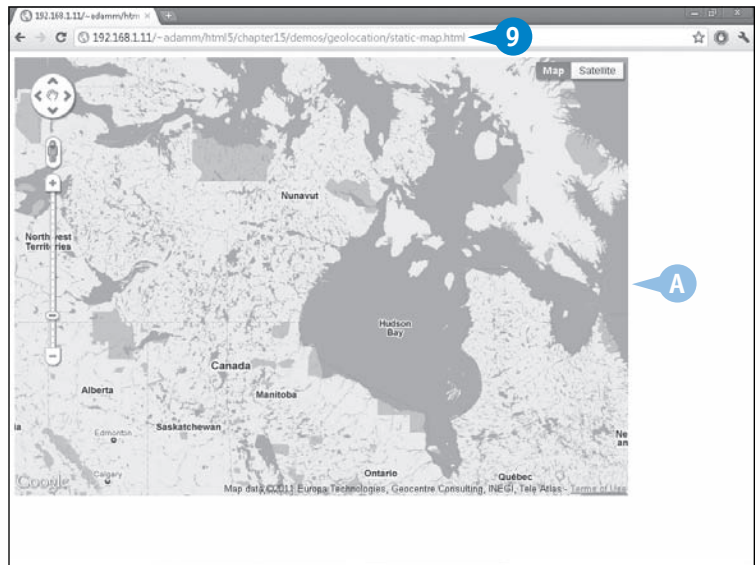 192.168.1.11/~adamm/htm
192.168.1.11/~adamm/html5/chapter15/demos/geolocation/static-map.html
9
Map
Satellite
Nunavut
Northwest
Territories
A
Hudson
Bay
Canada
Alberta
Manitoba
Edmonton
Saskatchewan
Ne
an
Calgary
Ontario
Québec
Google
Map data ©2011 Europa Technologies, Geocentre Consulting, INEGI, Tele Atlas - Terms of Use